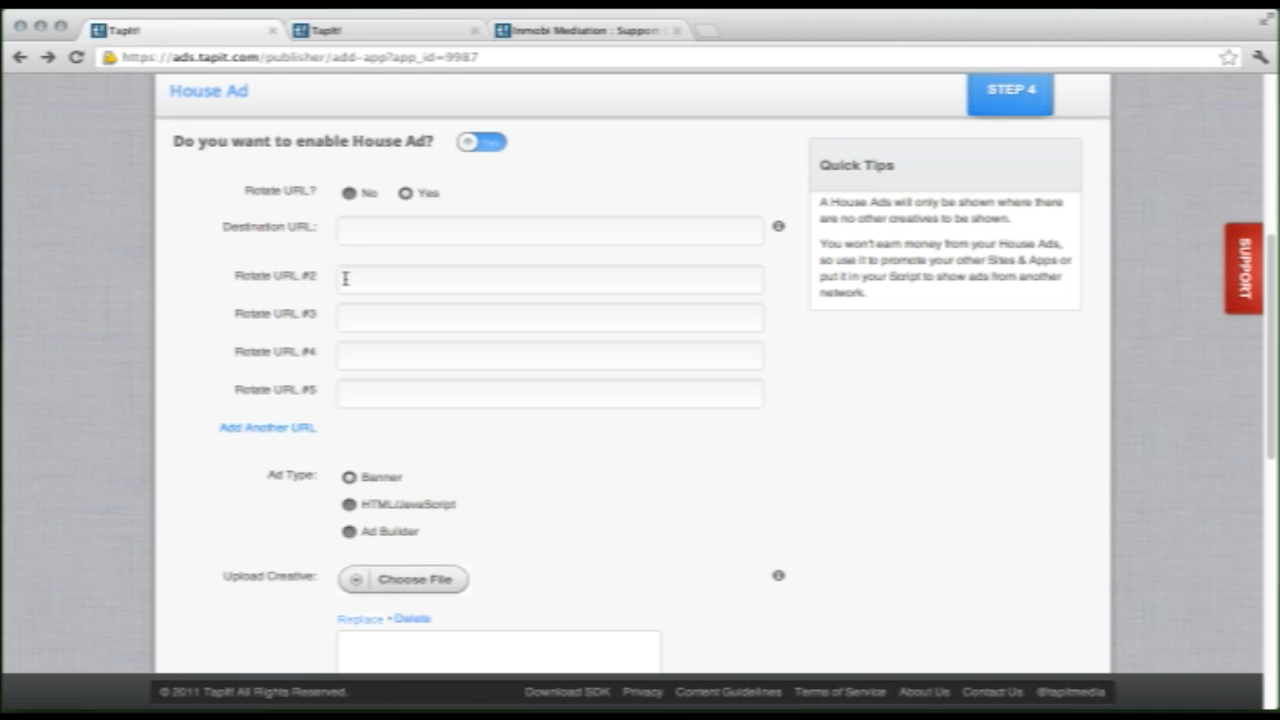 TapIt!
TapIt!
Inmobi Mediation : Support
https://ads.tapit.com/publisher/add-app?app_id=9987
House Ad
STEP 4
Do you want to enable House Ad?
Yes
Rotate URL?
No
Yes
Destination URL:
Rotate URL #2
Rotate URL #3
Rotate URL #4
Rotate URL #5
Add Another URL
Ad Type:
Banner
HTML/JavaScript
Ad Builder
Upload Creative:
Choose File
Replace • Delete
Quick Tips
A House Ads will only be shown where there
are no other creatives to be shown.
You won't earn money from your House Ads,
so use it to promote your other Sites & Apps or
put it in your Script to show ads from another
network.
SUPPORT
© 2011 TapIt! All Rights Reserved.
Download SDK Privacy Content Guidelines Terms of Service About Us Contact Us @tapitmedia